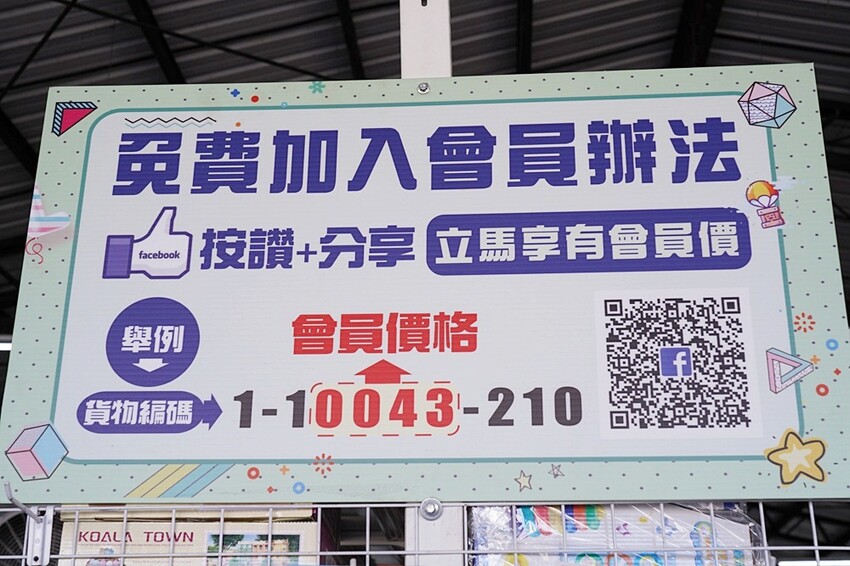 免費加入會員辦法
facebook 按讚+分享 立馬享有會員價
舉例
會員價格
貨物編碼 1-10043-210
f
KOALA TOWN